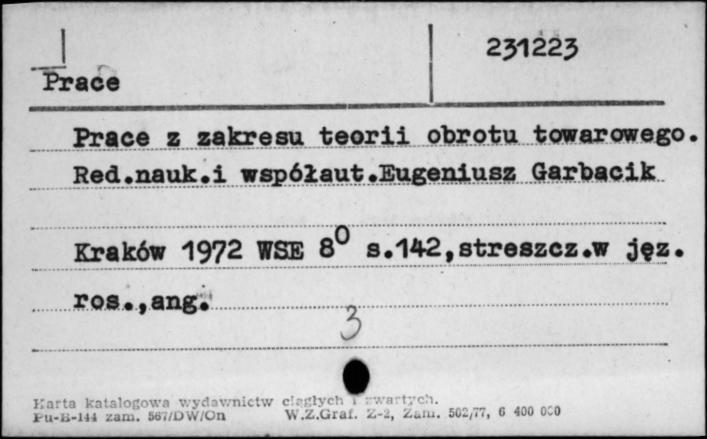 231223
Prace
Prace z zakresu teorii obrotu towarowego.
Red.nauk.i współaut.Eugeniusz Garbacik
Kraków 1972 WSE 8⁰ s.142,streszcz.w jęz.
ros.,ang.
3
Karta katalogowa wydawnictw ciągłych i zwartych.
Pu-K-144 zam. 567/DW/On W.Z.Graf. Z-2, Zam. 502/77, 6 400 000